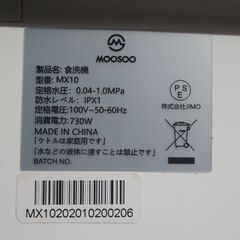 MOOSOO
製品名：食洗機
型番：MX10
定格水圧：0.04-1.0MPa
防水レベル：IPX1
定格電圧：100V~50-60Hz
消費電力：730W
MADE IN CHINA
「ケトルは家庭用です」
「水などの液体に浸すことは禁止です」
BATCH NO.
PSE
株式会社JIMO
MX10202010200206